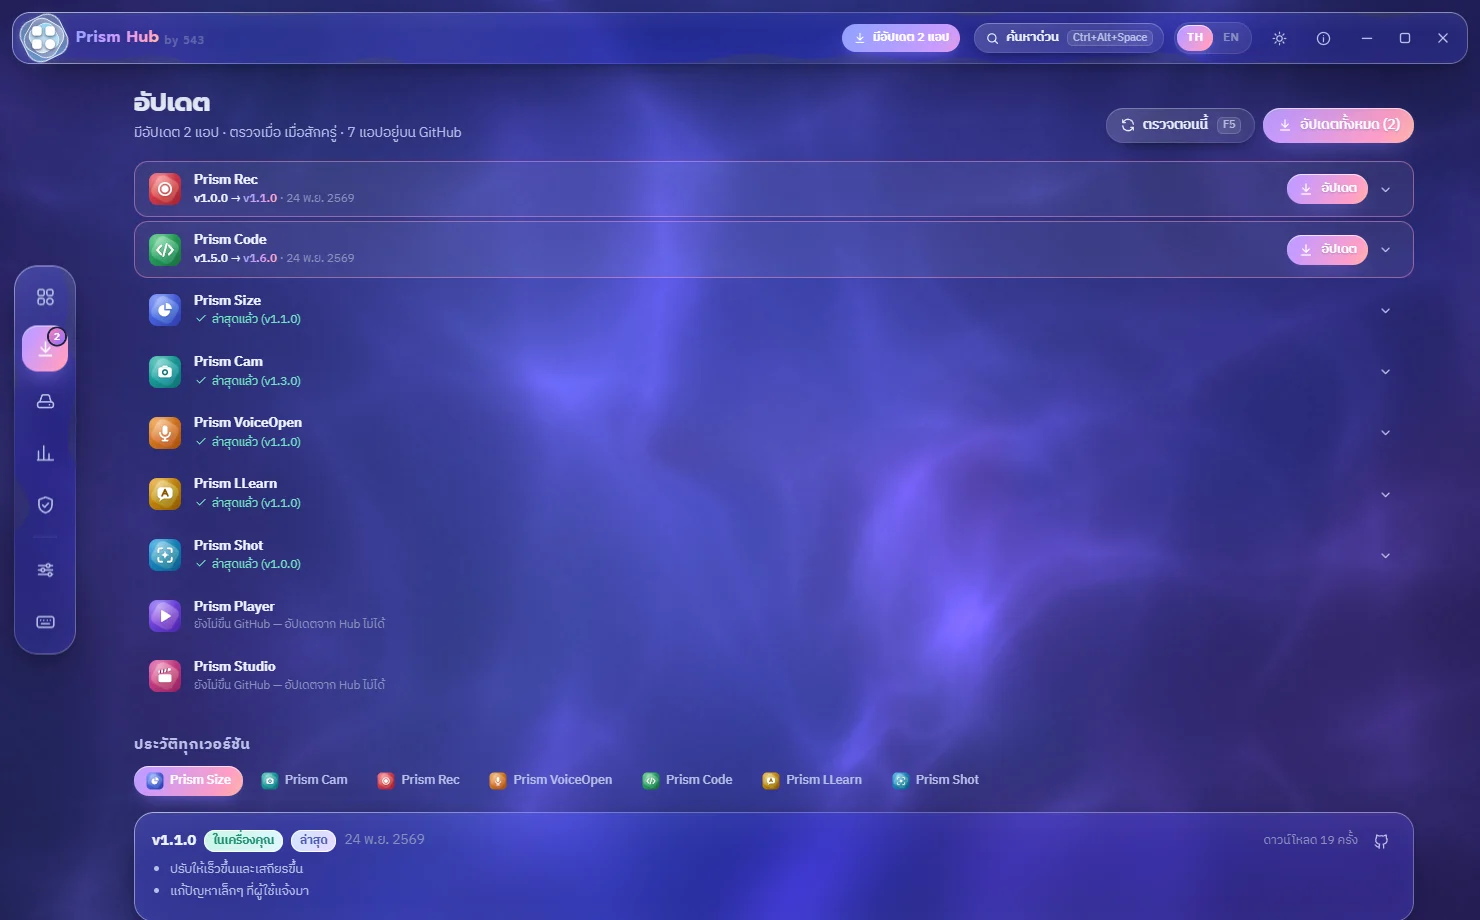 Prism Hub by 543
มีอัปเดต 2 แอป
ค้นหาด่วน Ctrl+Alt+Space
TH EN
อัปเดต
มีอัปเดต 2 แอป · ตรวจเมื่อ เมื่อสักครู่ · 7 แอปอยู่บน GitHub
ตรวจตอนนี้ F5
อัปเดตทั้งหมด (2)
Prism Rec
v1.0.0 → v1.1.0 · 24 พ.ย. 2569
อัปเดต
Prism Code
v1.5.0 → v1.6.0 · 24 พ.ย. 2569
อัปเดต
2
Prism Size
ล่าสุดแล้ว (v1.1.0)
Prism Cam
ล่าสุดแล้ว (v1.3.0)
Prism VoiceOpen
ล่าสุดแล้ว (v1.1.0)
Prism LLearn
ล่าสุดแล้ว (v1.1.0)
Prism Shot
ล่าสุดแล้ว (v1.0.0)
Prism Player
ยังไม่ขึ้น GitHub — อัปเดตจาก Hub ไม่ได้
Prism Studio
ยังไม่ขึ้น GitHub — อัปเดตจาก Hub ไม่ได้
ประวัติทุกเวอร์ชัน
Prism Size Prism Cam Prism Rec Prism VoiceOpen Prism Code Prism LLearn Prism Shot
v1.1.0 ในเครื่องคุณ ล่าสุด 24 พ.ย. 2569
ดาวน์โหลด 19 ครั้ง
• ปรับให้เร็วขึ้นและเสถียรขึ้น
• แก้ปัญหาเล็กๆ ที่ผู้ใช้แจ้งมา